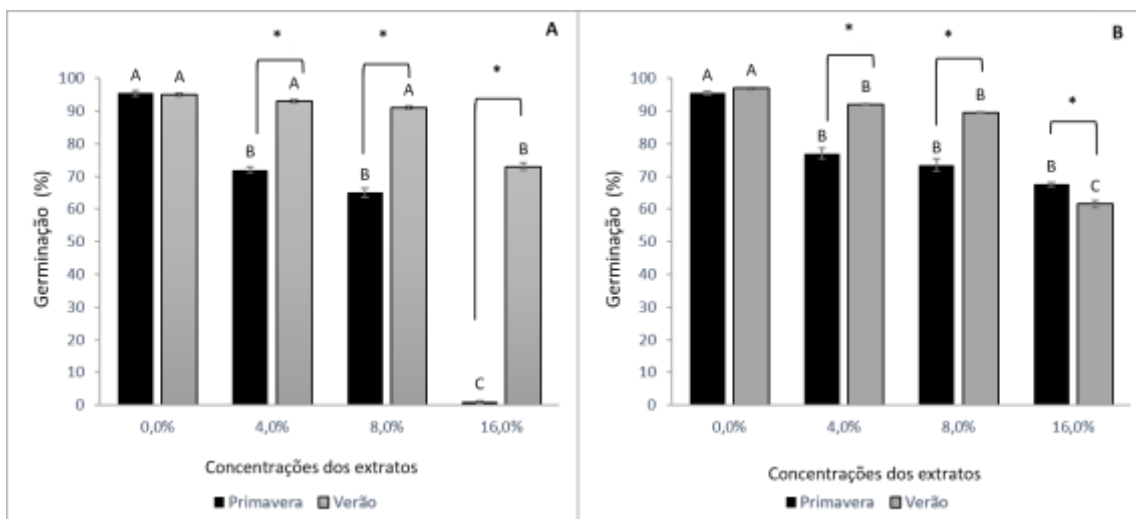 A
* * *
100
90
80
70
60
50
40
30
20
10
0
Germinação (%)
A A
B A
B A
C B
0,0% 4,0% 8,0% 16,0%
Concentrações dos extratos
Primavera Verão
B
* * *
100
90
80
70
60
50
40
30
20
10
0
Germinação (%)
A A
B B
B B
B C
0,0% 4,0% 8,0% 16,0%
Concentrações dos extratos
Primavera Verão